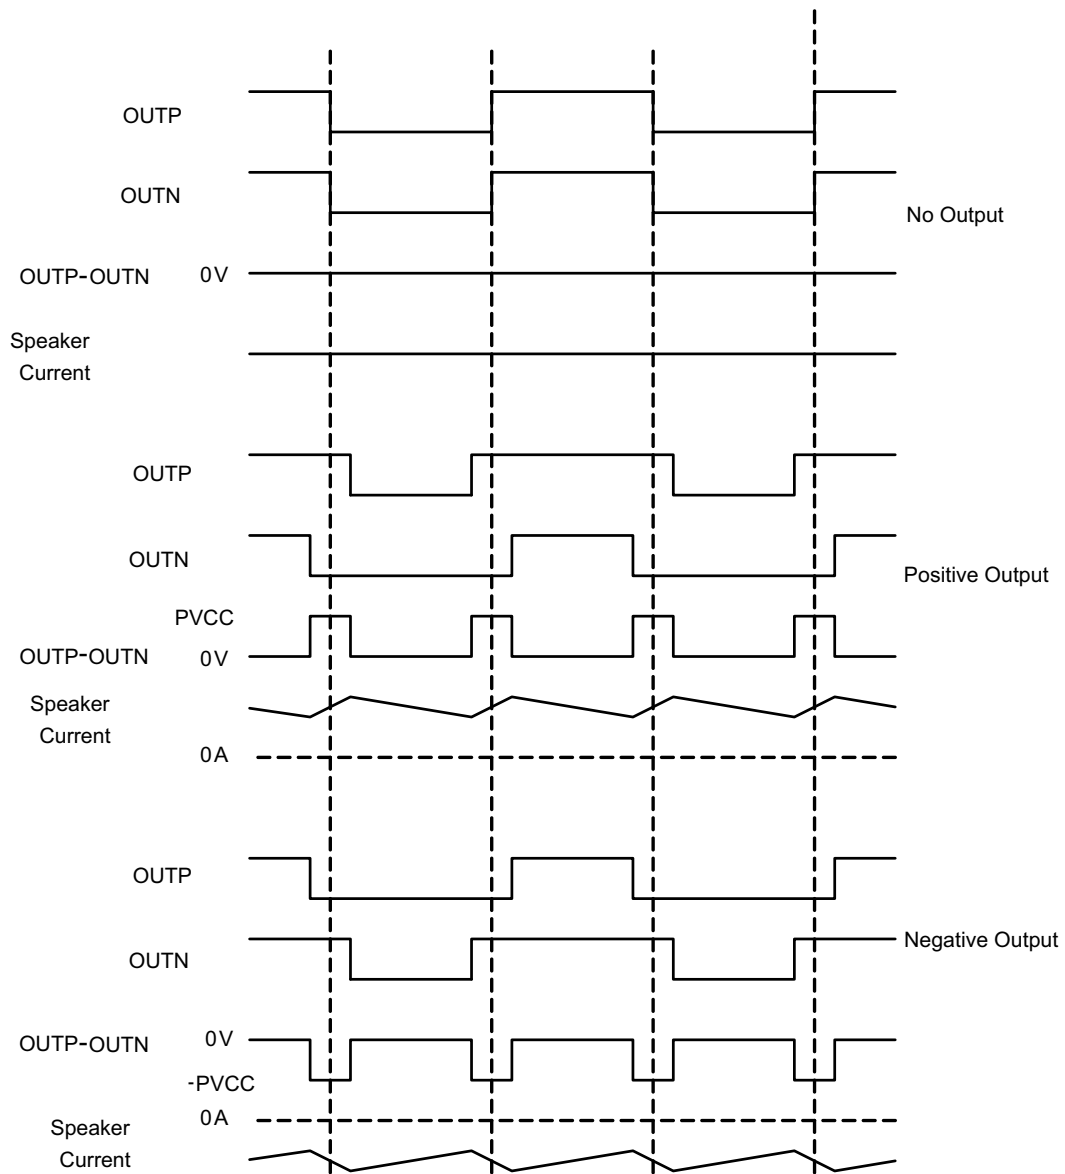 OUTP
OUTN
No Output
OUTP-OUTN 0V
Speaker
Current
OUTP
OUTN
Positive Output
PVCC
OUTP-OUTN 0V
Speaker
Current
0A
OUTP
OUTN
Negative Output
OUTP-OUTN 0V
-PVCC
0A
Speaker
Current